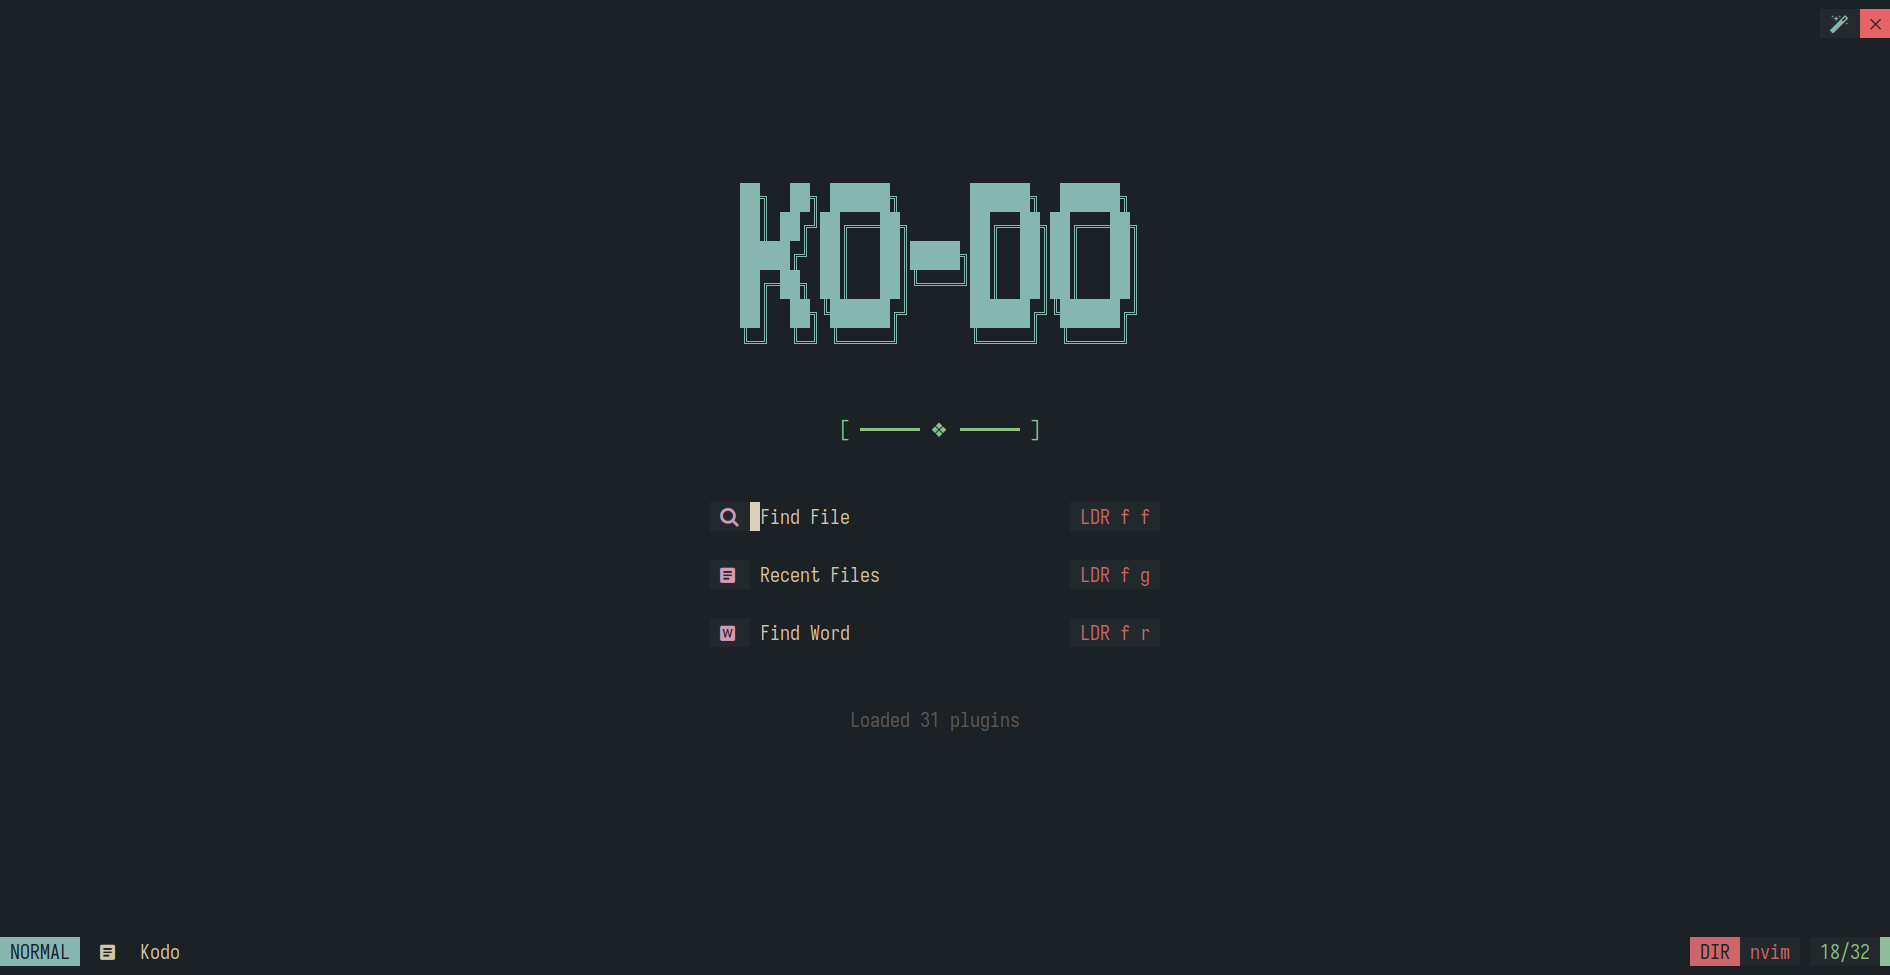 KO-DO
[ ─── ❖ ─── ]
Find File LDR f f
Recent Files LDR f g
W Find Word LDR f r
Loaded 31 plugins
NORMAL Kodo DIR nvim 18/32